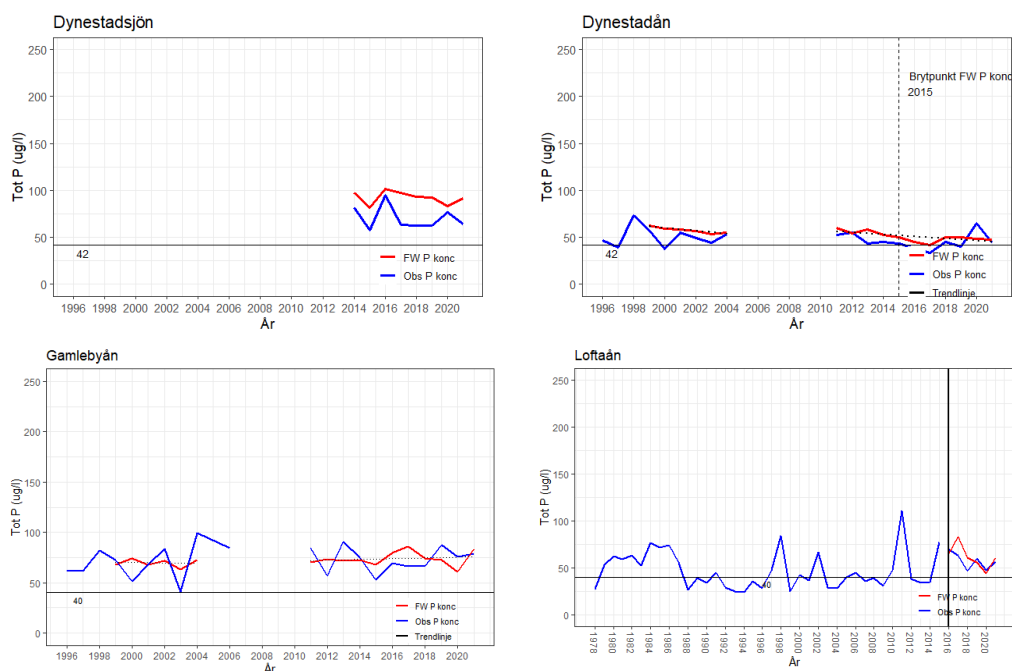 Dynestadsjön
Tot P (ug/l)
250
200
150
100
50
0
42
FW P konc
Obs P konc
1996 1998 2000 2002 2004 2006 2008 2010 2012 2014 2016 2018 2020
År
Dynestadån
Tot P (ug/l)
250
200
150
100
50
0
Brytpunkt FW P konc
2015
42
FW P konc
Obs P konc
Trendlinje
1996 1998 2000 2002 2004 2006 2008 2010 2012 2014 2016 2018 2020
År
Gamlebyån
Tot P (ug/l)
250
200
150
100
50
0
40
FW P konc
Obs P konc
Trendlinje
1996 1998 2000 2002 2004 2006 2008 2010 2012 2014 2016 2018 2020
År
Loftaån
Tot P (ug/l)
250
200
150
100
50
0
40
FW P konc
Obs P konc
1978 1980 1982 1984 1986 1988 1990 1992 1994 1996 1998 2000 2002 2004 2006 2008 2010 2012 2014 2016 2018 2020
År